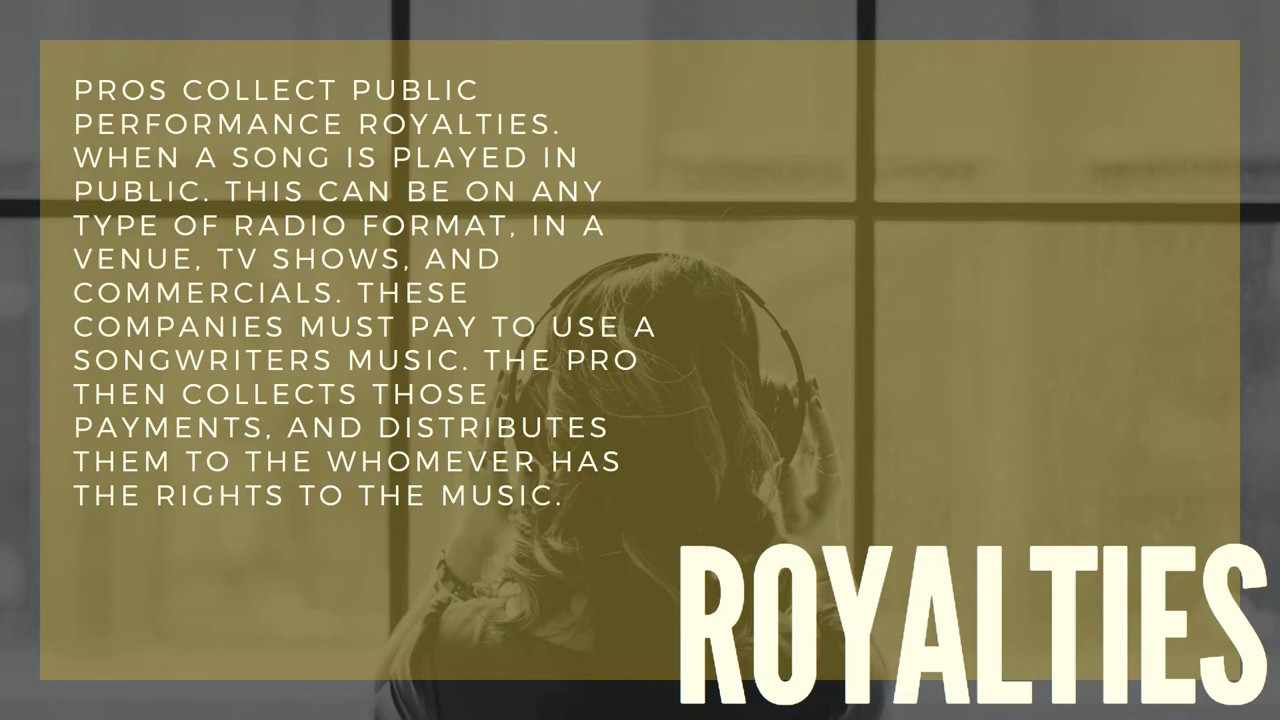 PROS COLLECT PUBLIC
PERFORMANCE ROYALTIES.
WHEN A SONG IS PLAYED IN
PUBLIC. THIS CAN BE ON ANY
TYPE OF RADIO FORMAT, IN A
VENUE, TV SHOWS, AND
COMMERCIALS. THESE
COMPANIES MUST PAY TO USE A
SONGWRITERS MUSIC. THE PRO
THEN COLLECTS THOSE
PAYMENTS, AND DISTRIBUTES
THEM TO THE WHOMEVER HAS
THE RIGHTS TO THE MUSIC.
ROYALTIES